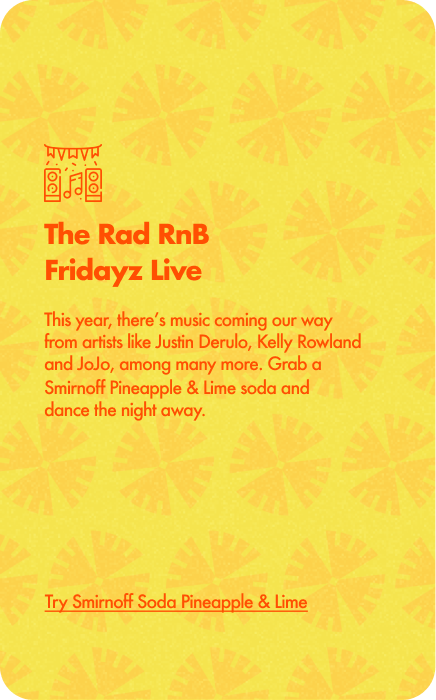 The Rad RnB
Fridayz Live
This year, there's music coming our way
from artists like Justin Derulo, Kelly Rowland
and JoJo, among many more. Grab a
Smirnoff Pineapple & Lime soda and
dance the night away.
Try Smirnoff Soda Pineapple & Lime